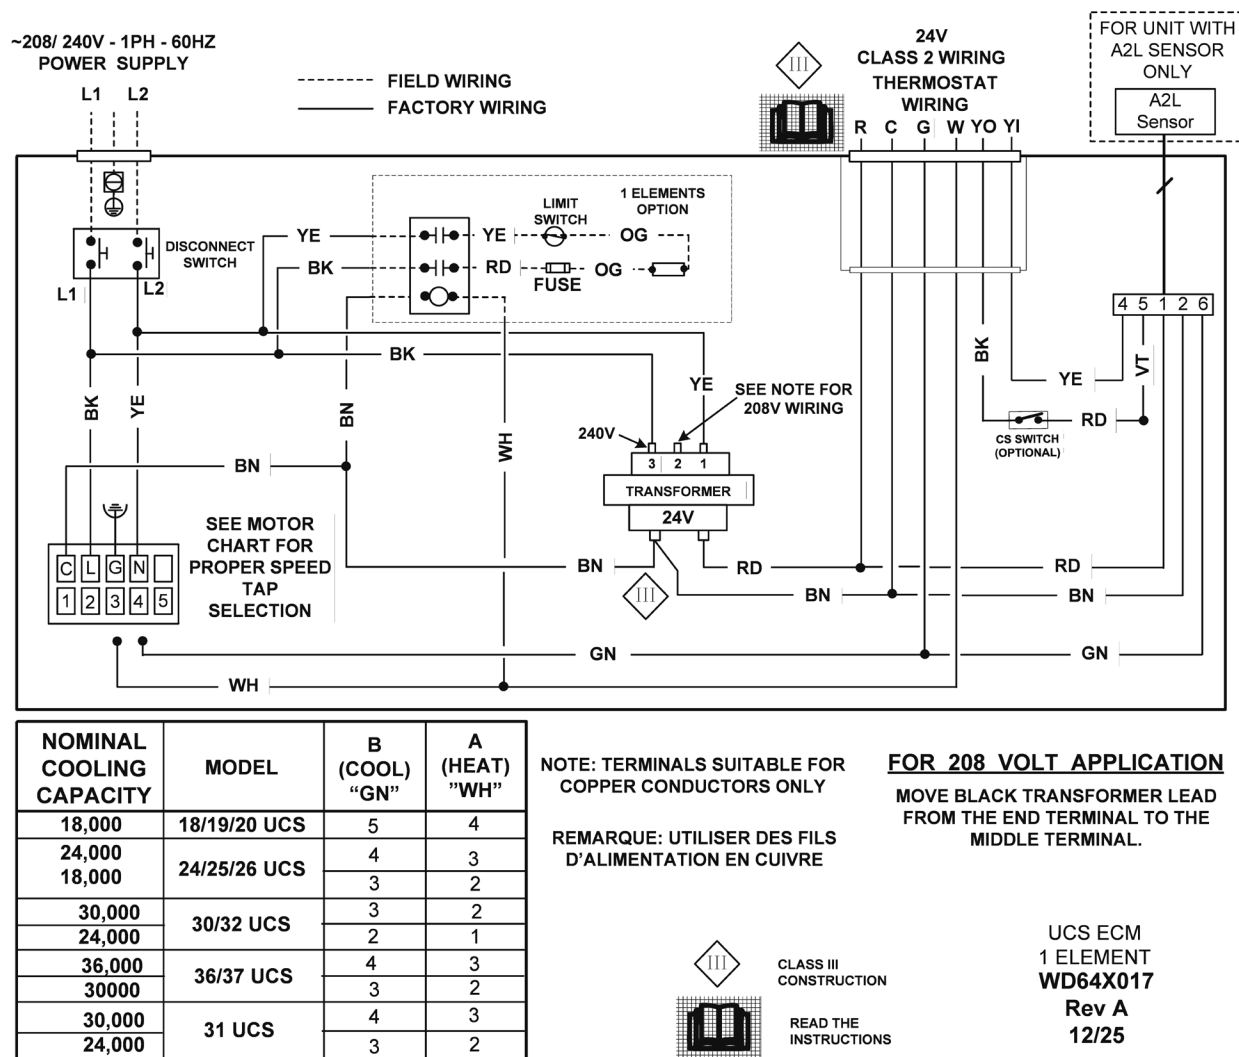 ~208/ 240V - 1PH - 60HZ
POWER SUPPLY
L1 L2
FIELD WIRING
FACTORY WIRING
24V
CLASS 2 WIRING
THERMOSTAT
WIRING
R C G W YO YI
III
FOR UNIT WITH
A2L SENSOR
ONLY
A2L
Sensor
DISCONNECT
SWITCH
L1 L2
YE
BK
YE
RD
LIMIT
SWITCH
FUSE
1 ELEMENTS
OPTION
OG
OG
BK
BK
YE
BN
WH
YE
SEE NOTE FOR
208V WIRING
240V
3 2 1
TRANSFORMER
24V
4 5 1 2 6
BK
YE
VT
RD
CS SWITCH
(OPTIONAL)
BN
SEE MOTOR
CHART FOR
PROPER SPEED
TAP
SELECTION
C L G N
1 2 3 4 5
BN
III
RD
BN
RD
BN
GN
GN
WH
NOMINAL
COOLING
CAPACITY
MODEL
B
(COOL)
“GN”
A
(HEAT)
”WH”
18,000 18/19/20 UCS 5 4
24,000 4 3
18,000 24/25/26 UCS 3 2
30,000 3 2
30/32 UCS
24,000 2 1
36,000 4 3
36/37 UCS
30000 3 2
30,000 4 3
31 UCS
24,000 3 2
NOTE: TERMINALS SUITABLE FOR
COPPER CONDUCTORS ONLY
REMARQUE: UTILISER DES FILS
D’ALIMENTATION EN CUIVRE
FOR 208 VOLT APPLICATION
MOVE BLACK TRANSFORMER LEAD
FROM THE END TERMINAL TO THE
MIDDLE TERMINAL.
III
CLASS III
CONSTRUCTION
READ THE
INSTRUCTIONS
UCS ECM
1 ELEMENT
WD64X017
Rev A
12/25